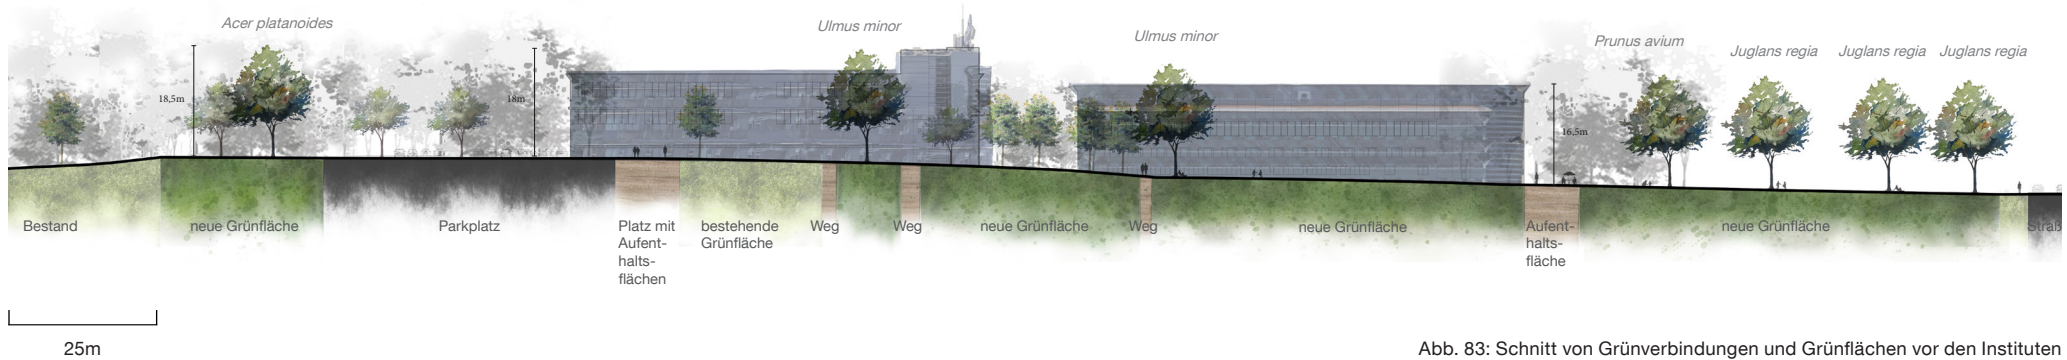 Acer platanoides
Ulmus minor
Ulmus minor
Prunus avium
Juglans regia
Juglans regia
Juglans regia
18,5m
18m
16,5m
Bestand
neue Grünfläche
Parkplatz
Platz mit
Aufent-
halts-
flächen
bestehende
Grünfläche
Weg
Weg
neue Grünfläche
Weg
neue Grünfläche
Aufent-
halts-
fläche
neue Grünfläche
Straß
25m
Abb. 83: Schnitt von Grünverbindungen und Grünflächen vor den Instituten